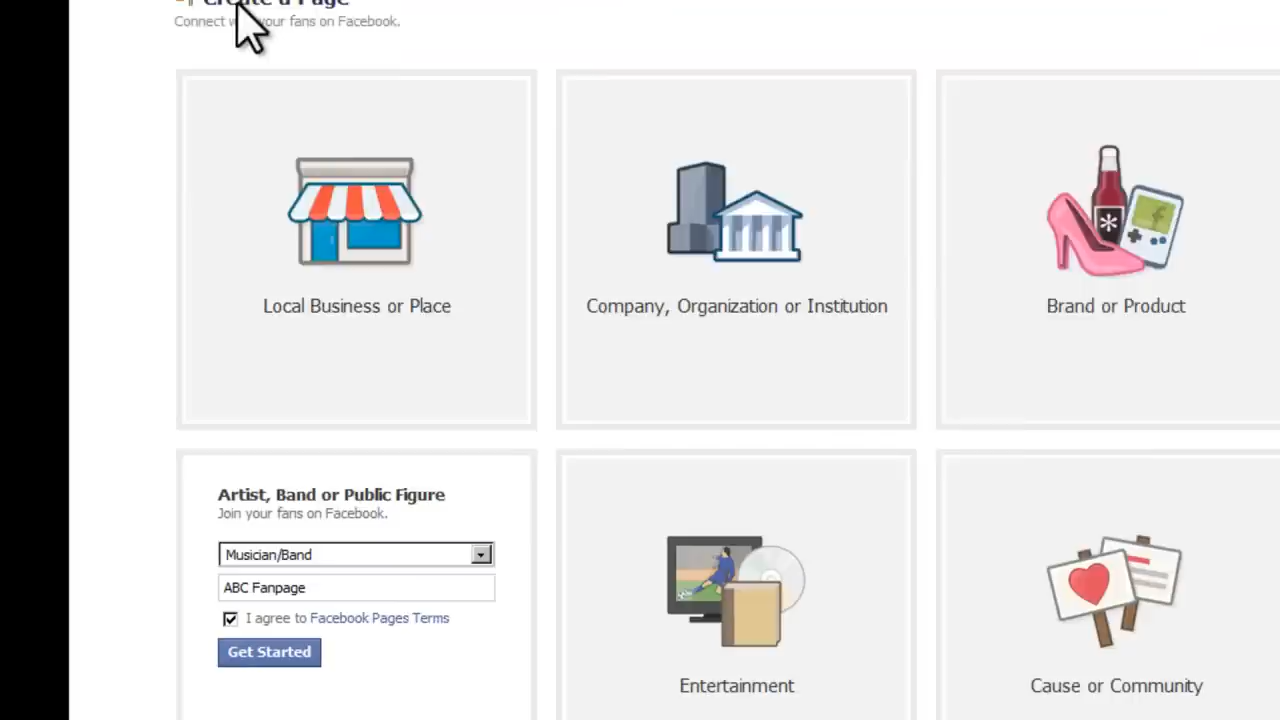 Create a Page
Connect your fans on Facebook.
Local Business or Place
Company, Organization or Institution
Brand or Product
Artist, Band or Public Figure
Join your fans on Facebook.
Musician/Band
ABC Fanpage
I agree to Facebook Pages Terms
Get Started
Entertainment
Cause or Community